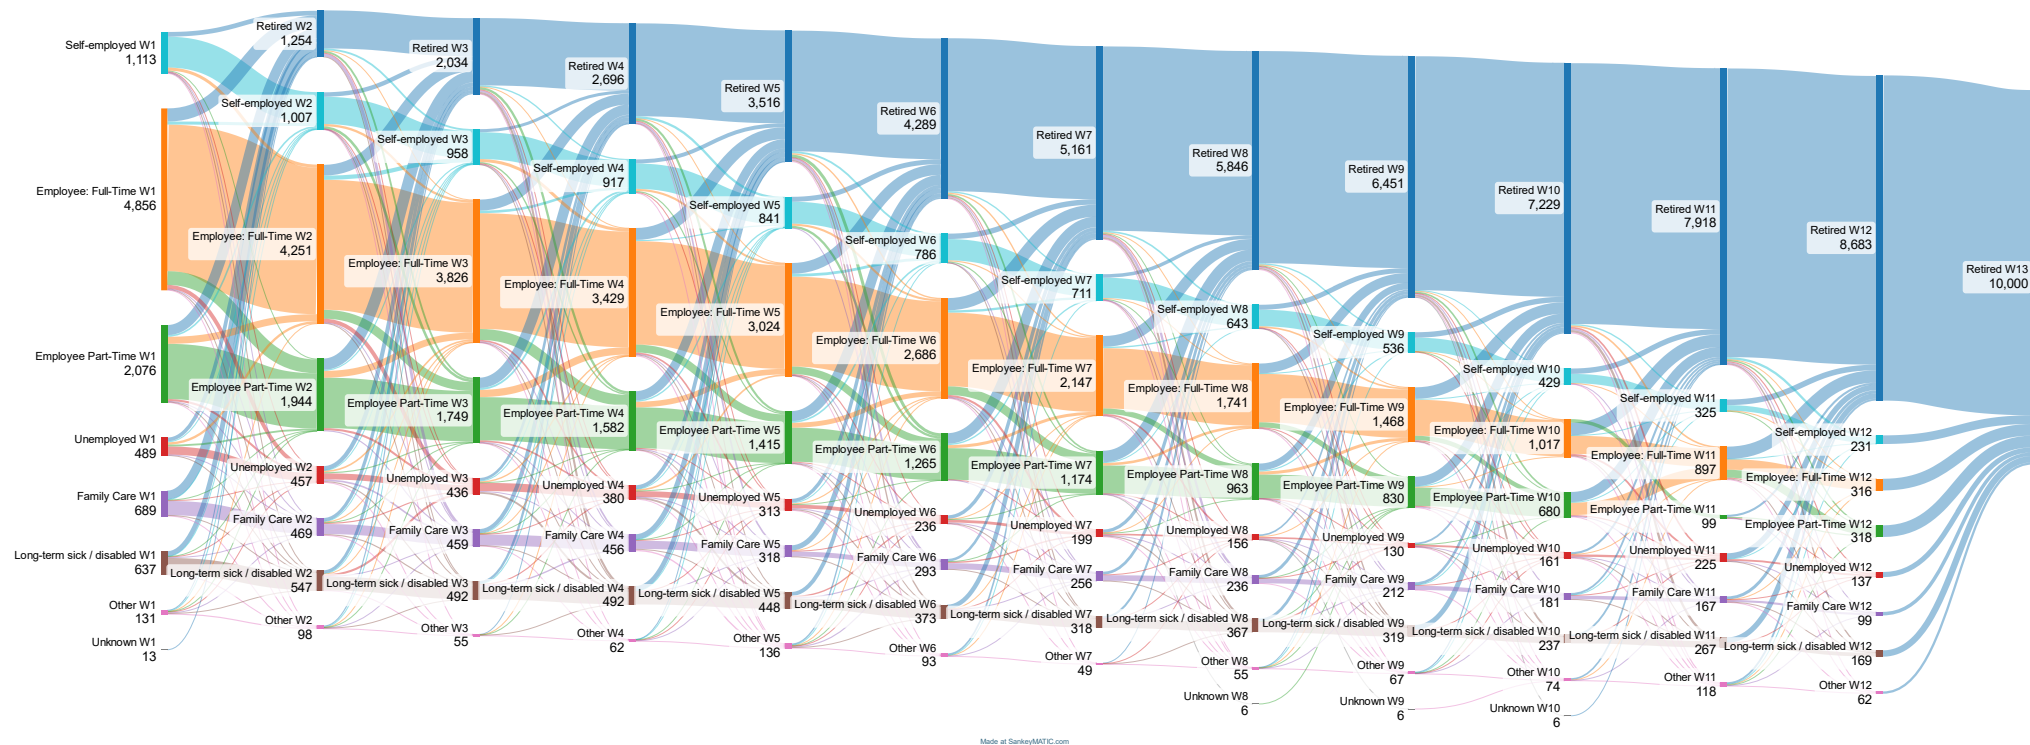 Self-employed W1
1,113
Employee: Full-Time W1
4,856
Employee Part-Time W1
2,076
Unemployed W1
489
Family Care W1
689
Long-term sick / disabled W1
637
Other W1
131
Unknown W1
13
Retired W2
1,254
Self-employed W2
1,007
Employee: Full-Time W2
4,251
Employee Part-Time W2
1,944
Unemployed W2
457
Family Care W2
469
Long-term sick / disabled W2
547
Other W2
98
Retired W3
2,034
Self-employed W3
958
Employee: Full-Time W3
3,826
Employee Part-Time W3
1,749
Unemployed W3
436
Family Care W3
459
Long-term sick / disabled W3
492
Other W3
55
Retired W4
2,696
Self-employed W4
917
Employee: Full-Time W4
3,429
Employee Part-Time W4
1,582
Unemployed W4
380
Family Care W4
456
Long-term sick / disabled W4
492
Other W4
62
Retired W5
3,516
Self-employed W5
841
Employee: Full-Time W5
3,024
Employee Part-Time W5
1,415
Unemployed W5
313
Family Care W5
318
Long-term sick / disabled W5
448
Other W5
136
Retired W6
4,289
Self-employed W6
786
Employee: Full-Time W6
2,686
Employee Part-Time W6
1,265
Unemployed W6
236
Family Care W6
293
Long-term sick / disabled W6
373
Other W6
93
Retired W7
5,161
Self-employed W7
711
Employee: Full-Time W7
2,147
Employee Part-Time W7
1,174
Unemployed W7
199
Family Care W7
256
Long-term sick / disabled W7
318
Other W7
49
Retired W8
5,846
Self-employed W8
643
Employee: Full-Time W8
1,741
Employee Part-Time W8
963
Unemployed W8
156
Family Care W8
236
Long-term sick / disabled W8
367
Other W8
55
Unknown W8
6
Retired W9
6,451
Self-employed W9
536
Employee: Full-Time W9
1,468
Employee Part-Time W9
830
Unemployed W9
130
Family Care W9
212
Long-term sick / disabled W9
319
Other W9
67
Unknown W9
6
Retired W10
7,229
Self-employed W10
429
Employee: Full-Time W10
1,017
Employee Part-Time W10
680
Unemployed W10
161
Family Care W10
181
Long-term sick / disabled W10
237
Other W10
74
Unknown W10
6
Retired W11
7,918
Self-employed W11
325
Employee: Full-Time W11
897
Employee Part-Time W11
99
Unemployed W11
225
Family Care W11
167
Long-term sick / disabled W11
267
Other W11
118
Retired W12
8,683
Self-employed W12
231
Employee: Full-Time W12
316
Employee Part-Time W12
318
Unemployed W12
137
Family Care W12
99
Long-term sick / disabled W12
169
Other W12
62
Retired W13
10,000
Made at SankeyMATIC.com